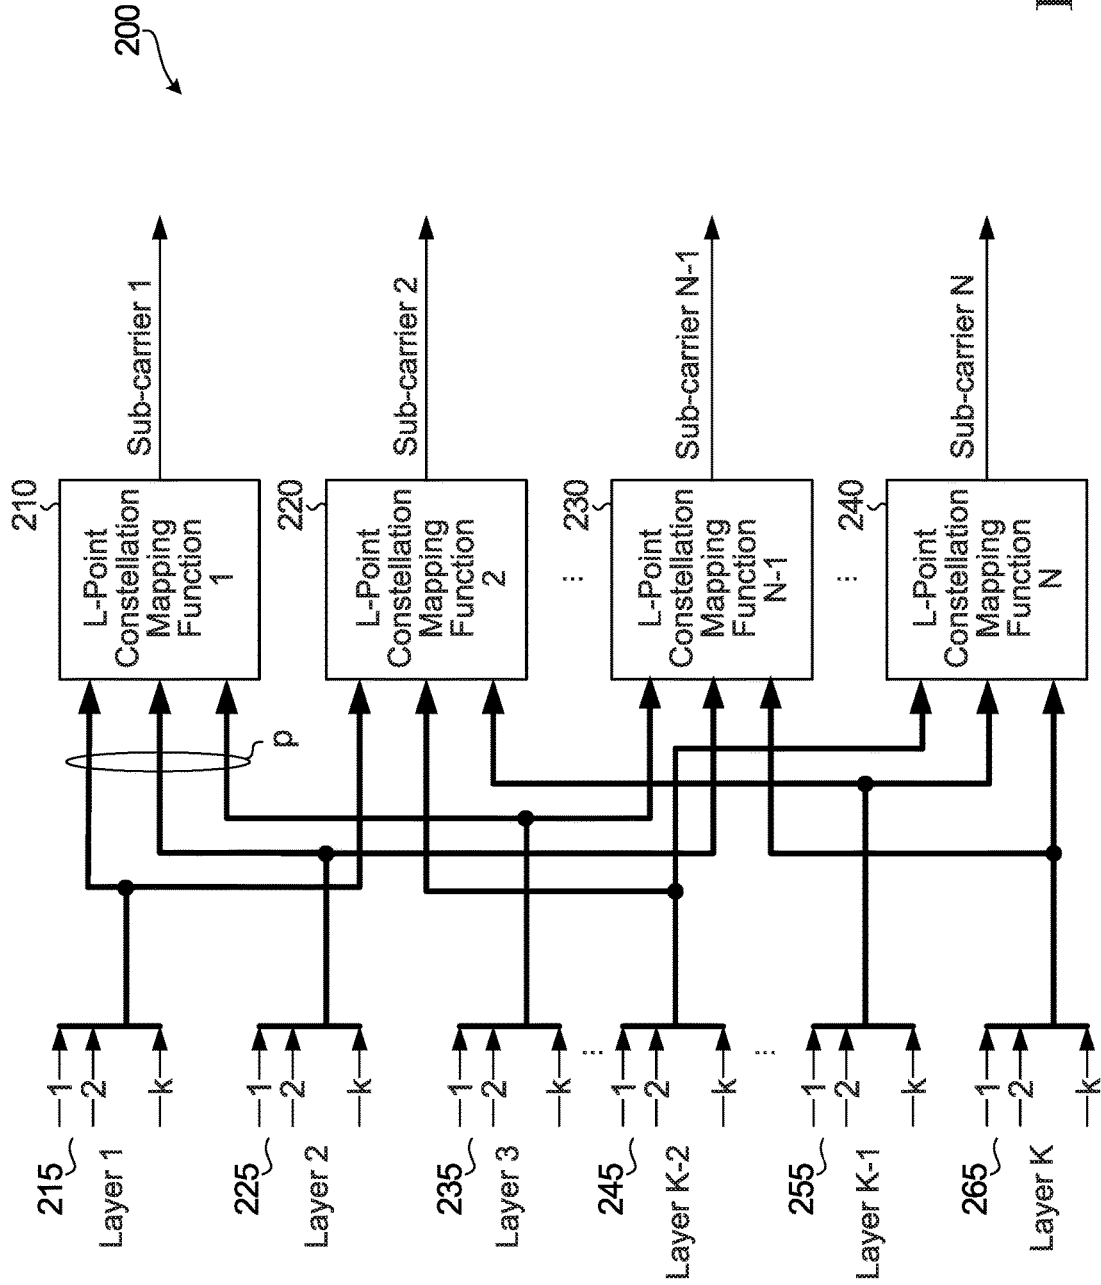 200
Sub-carrier 1
Sub-carrier 2
Sub-carrier N-1
Sub-carrier N
210
L-Point
Constellation
Mapping
Function
1
220
L-Point
Constellation
Mapping
Function
2
...
230
L-Point
Constellation
Mapping
Function
N-1
...
240
L-Point
Constellation
Mapping
Function
N
p
215
Layer 1
1
2
k
225
Layer 2
1
2
k
235
Layer 3
1
2
k
...
245
Layer K-2
1
2
k
...
255
Layer K-1
1
2
k
265
Layer K
1
2
k